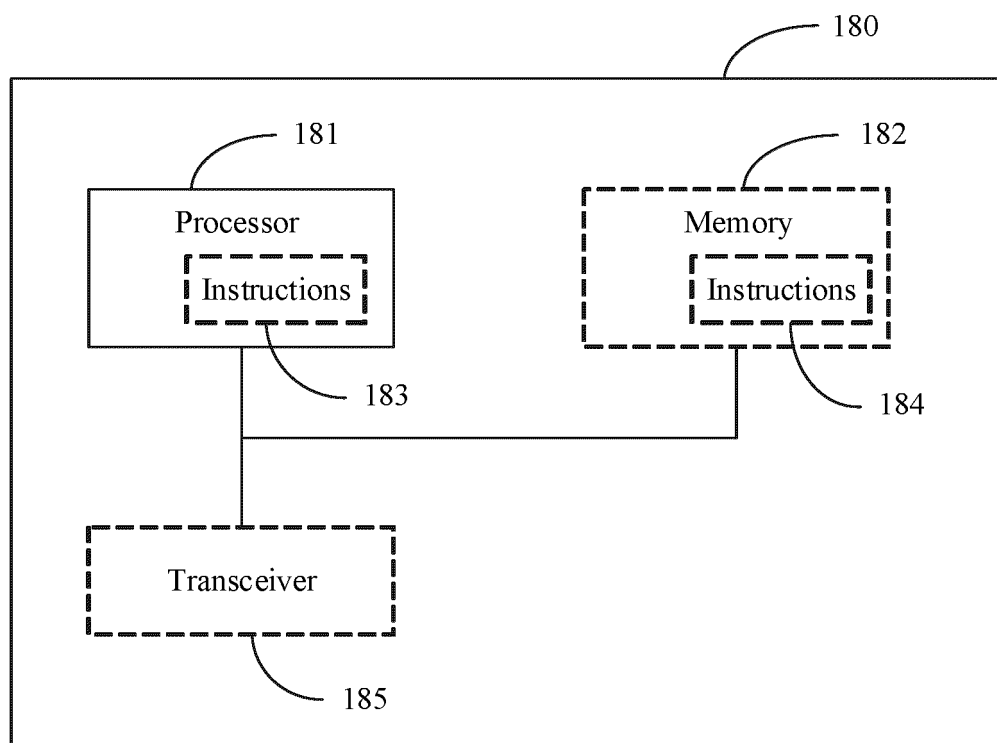 180
181
182
Processor
Memory
Instructions
Instructions
183
184
Transceiver
185